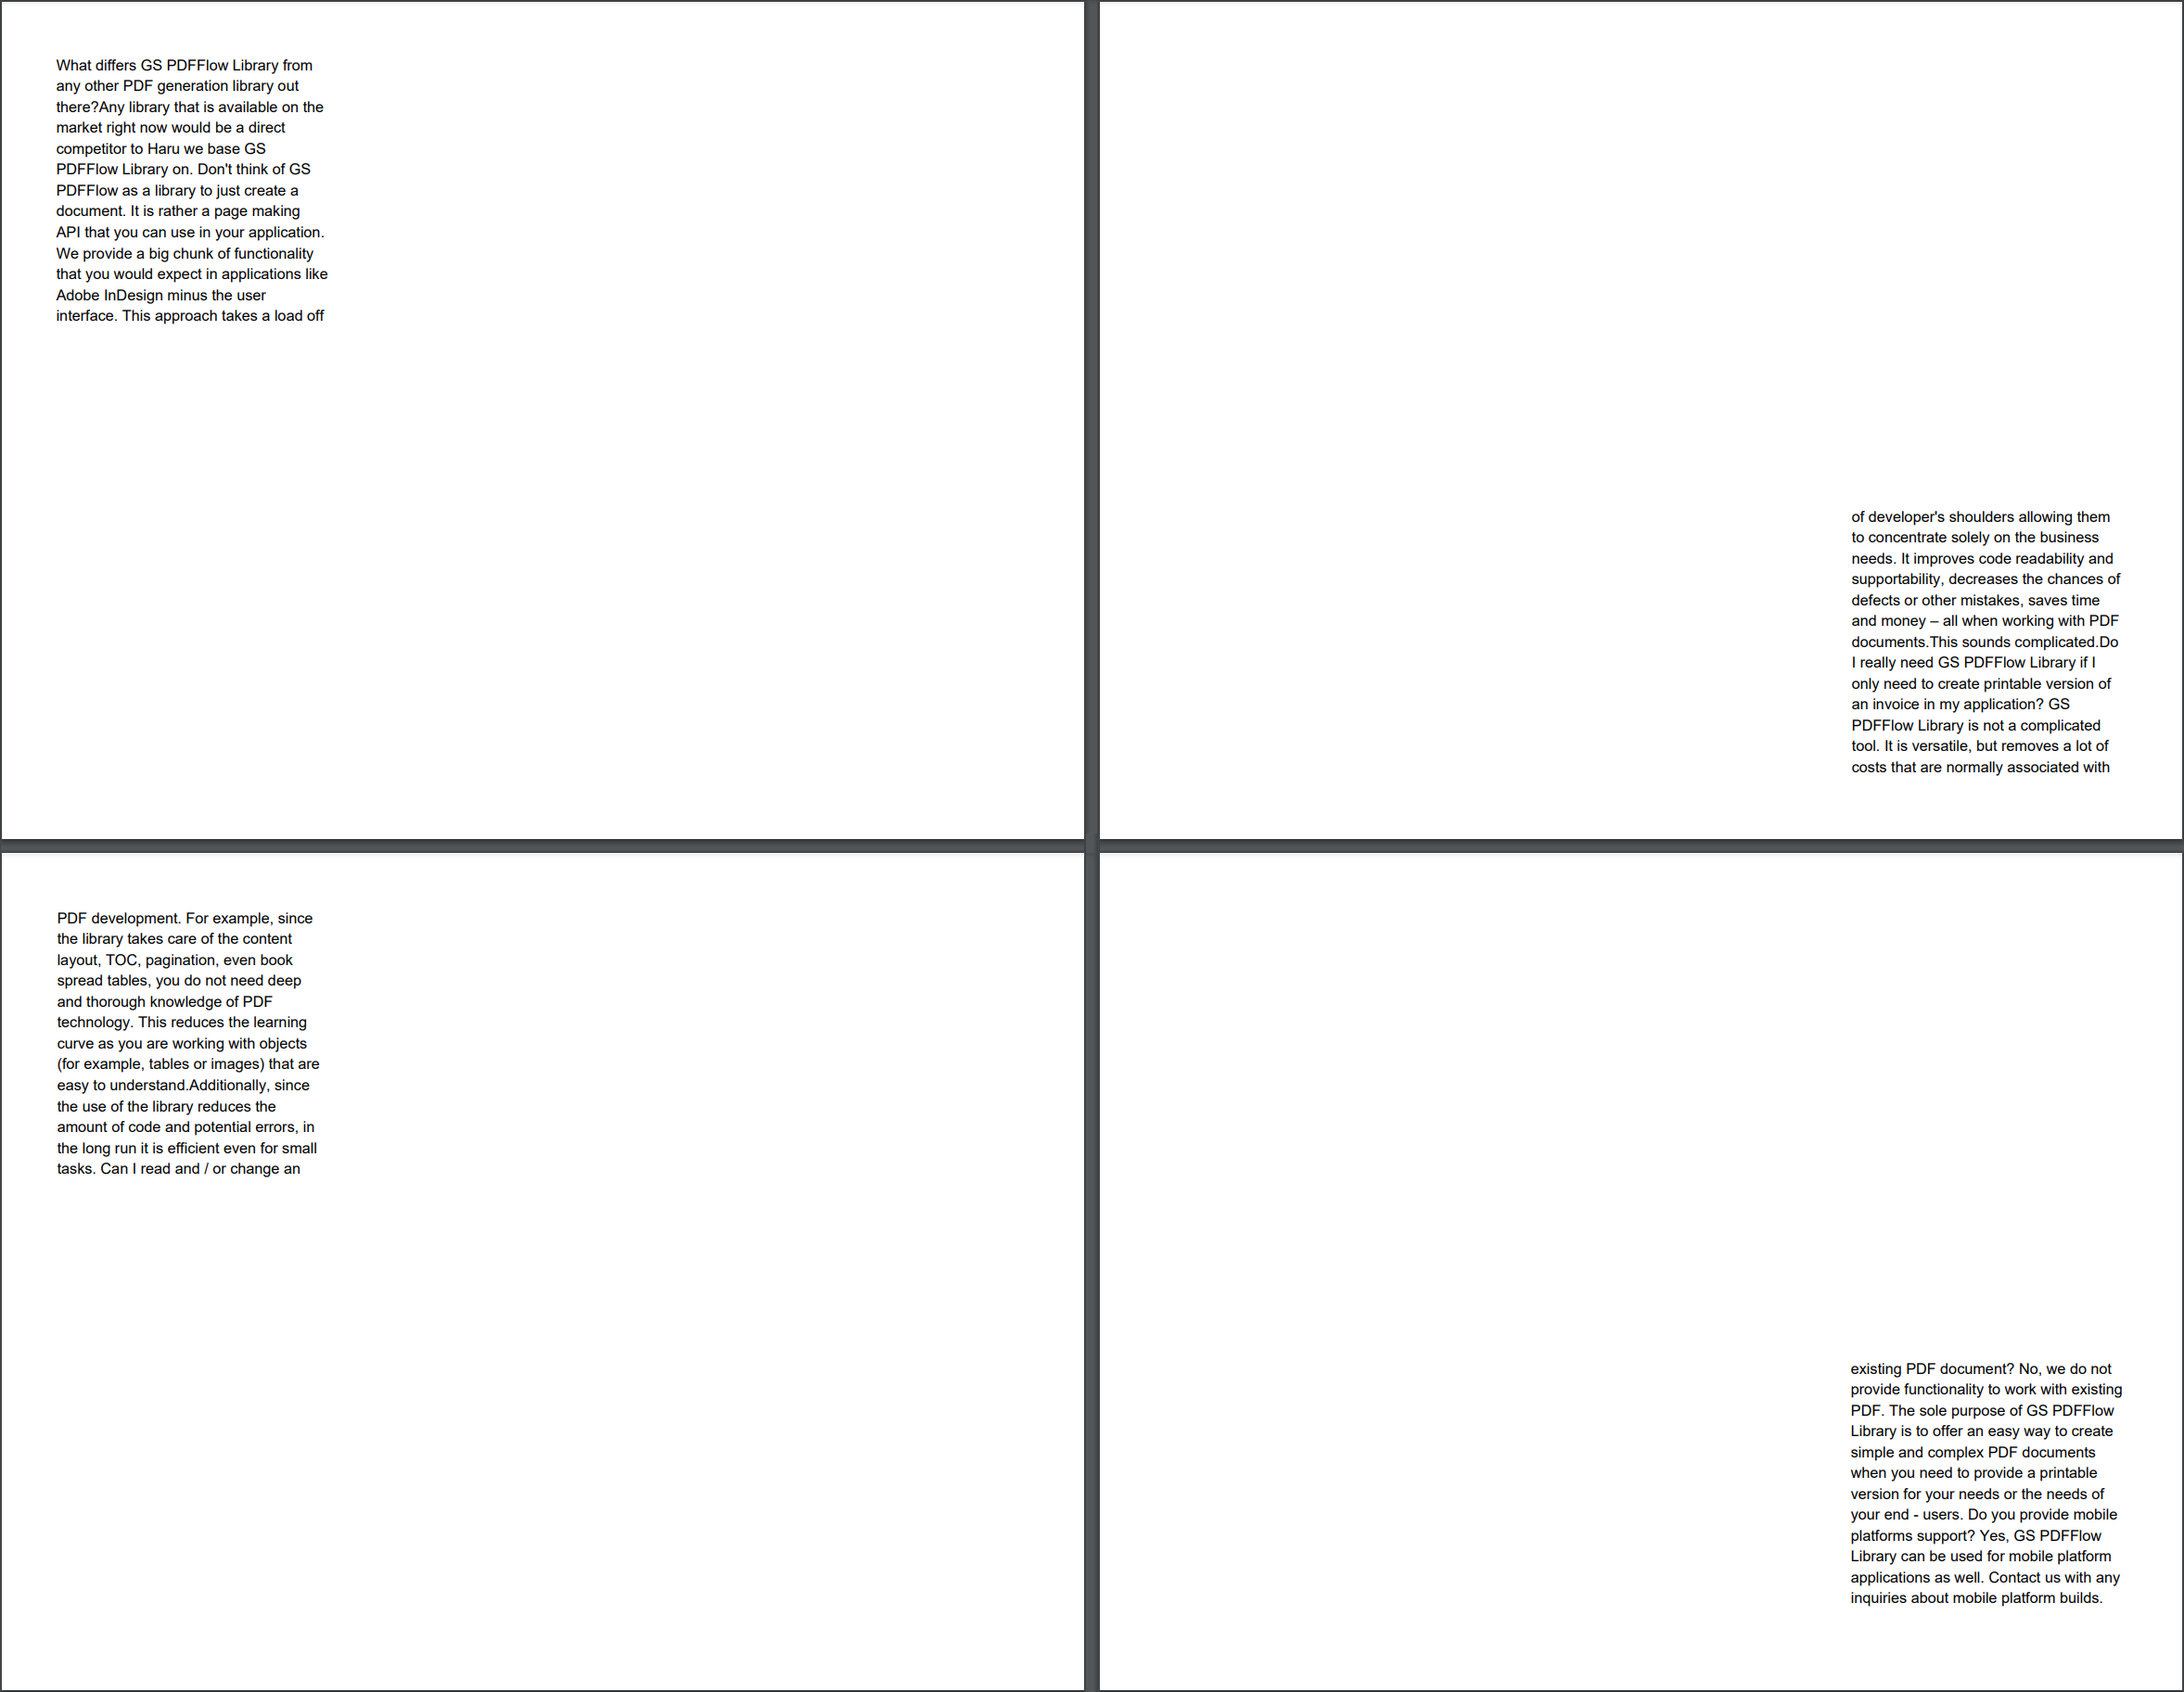 What differs GS PDFFlow Library from
any other PDF generation library out
there?Any library that is available on the
market right now would be a direct
competitor to Haru we base GS
PDFFlow Library on. Don't think of GS
PDFFlow as a library to just create a
document. It is rather a page making
API that you can use in your application.
We provide a big chunk of functionality
that you would expect in applications like
Adobe InDesign minus the user
interface. This approach takes a load off
of developer's shoulders allowing them
to concentrate solely on the business
needs. It improves code readability and
supportability, decreases the chances of
defects or other mistakes, saves time
and money – all when working with PDF
documents.This sounds complicated.Do
I really need GS PDFFlow Library if I
only need to create printable version of
an invoice in my application? GS
PDFFlow Library is not a complicated
tool. It is versatile, but removes a lot of
costs that are normally associated with
PDF development. For example, since
the library takes care of the content
layout, TOC, pagination, even book
spread tables, you do not need deep
and thorough knowledge of PDF
technology. This reduces the learning
curve as you are working with objects
(for example, tables or images) that are
easy to understand.Additionally, since
the use of the library reduces the
amount of code and potential errors, in
the long run it is efficient even for small
tasks. Can I read and / or change an
existing PDF document? No, we do not
provide functionality to work with existing
PDF. The sole purpose of GS PDFFlow
Library is to offer an easy way to create
simple and complex PDF documents
when you need to provide a printable
version for your needs or the needs of
your end - users. Do you provide mobile
platforms support? Yes, GS PDFFlow
Library can be used for mobile platform
applications as well. Contact us with any
inquiries about mobile platform builds.